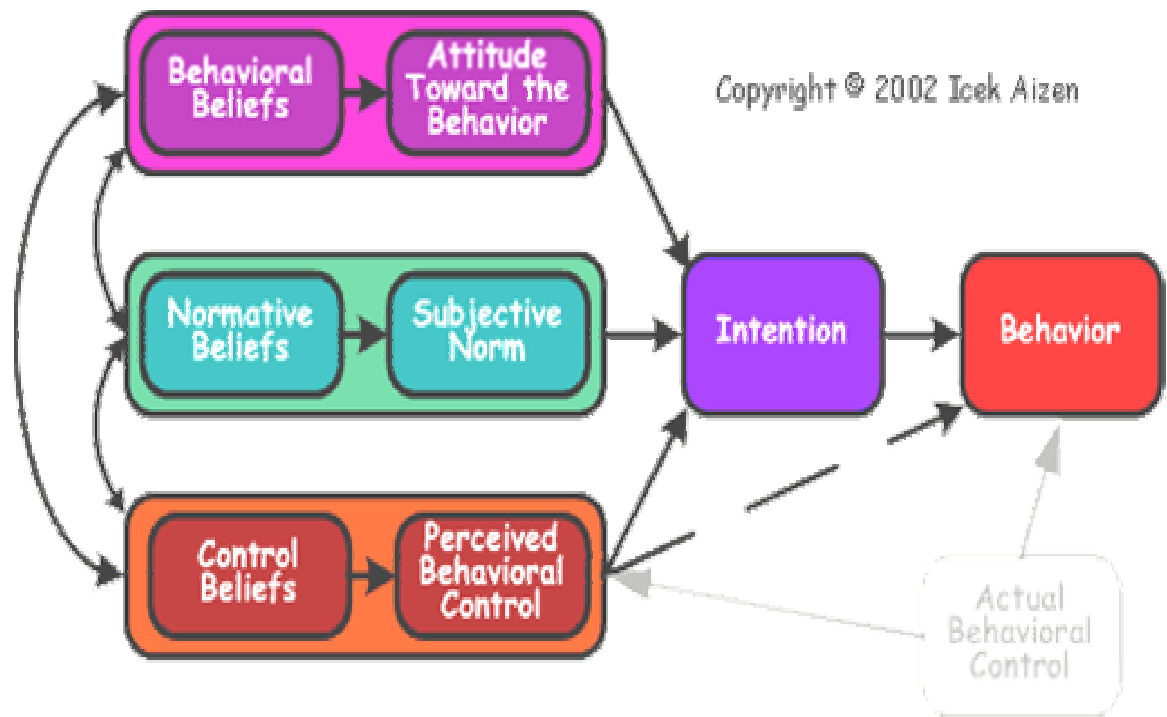 Behavioral
Beliefs
Attitude
Toward the
Behavior
Copyright © 2002 Icek Aizen
Normative
Beliefs
Subjective
Norm
Intention
Behavior
Control
Beliefs
Perceived
Behavioral
Control
Actual
Behavioral
Control